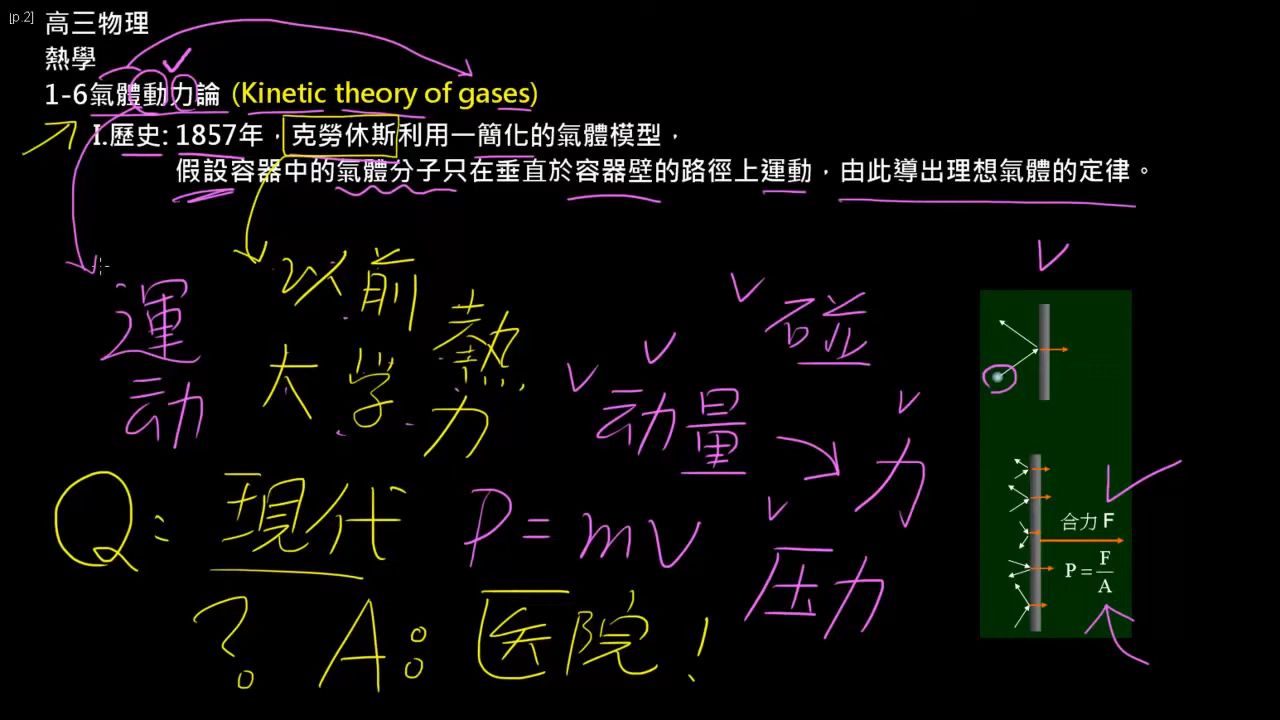 [p.2]
高三物理
熱學
1-6氣體動力論 (Kinetic theory of gases)
I.歷史: 1857年，克勞休斯利用一簡化的氣體模型，
假設容器中的氣體分子只在垂直於容器壁的路徑上運動，由此導出理想氣體的定律。
運动
以前
大学
熱力
碰
动量
力
Q: 現代
P=mv
压力
? A: 医院!
合力 F
P = F/A